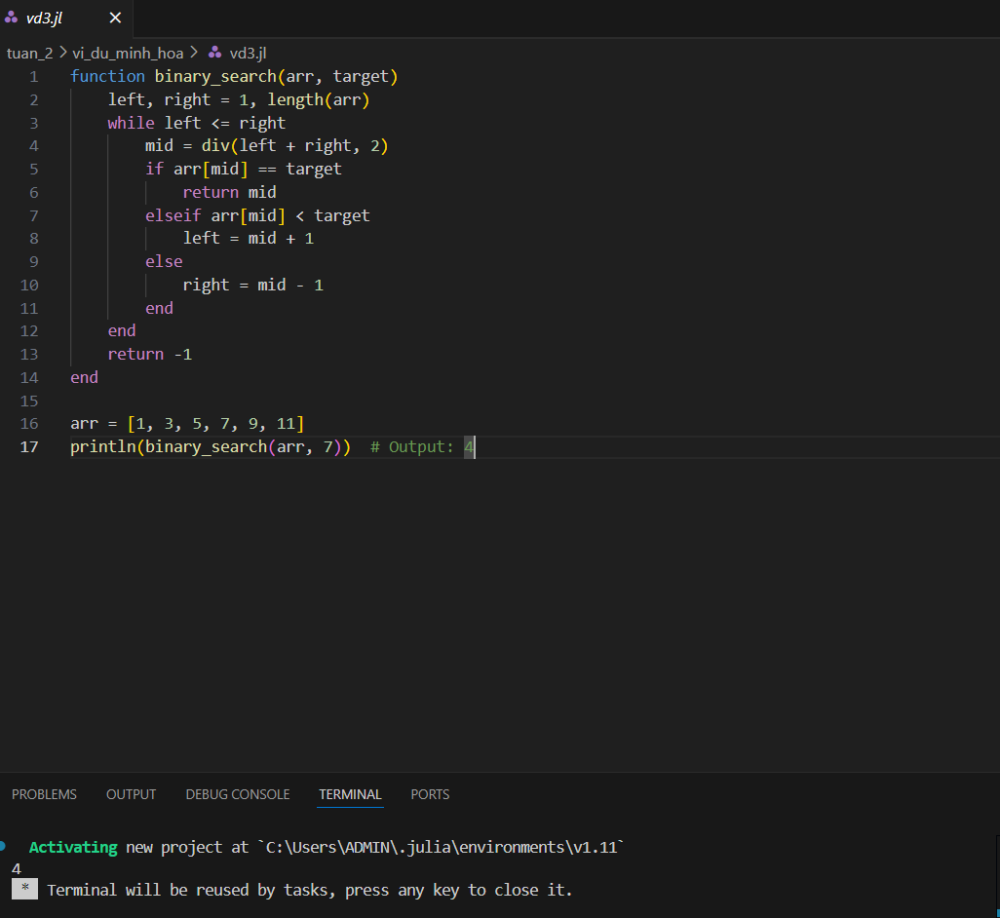 vd3.jl ×
tuan_2 > vi_du_minh_hoa > vd3.jl
1 function binary_search(arr, target)
2     left, right = 1, length(arr)
3     while left <= right
4         mid = div(left + right, 2)
5         if arr[mid] == target
6             return mid
7         elseif arr[mid] < target
8             left = mid + 1
9         else
10             right = mid - 1
11         end
12     end
13     return -1
14 end
15
16 arr = [1, 3, 5, 7, 9, 11]
17 println(binary_search(arr, 7))  # Output: 4
PROBLEMS OUTPUT DEBUG CONSOLE TERMINAL PORTS
Activating new project at `C:\Users\ADMIN\.julia\environments\v1.11`
4
* Terminal will be reused by tasks, press any key to close it.